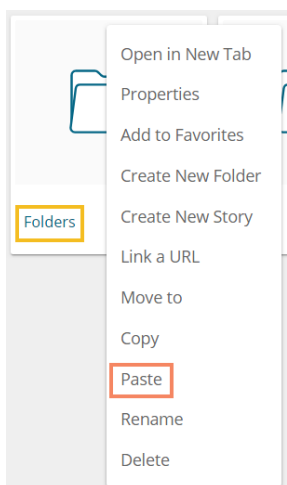 Open in New Tab
Properties
Add to Favorites
Create New Folder
Folders
Create New Story
Link a URL
Move to
Copy
Paste
Rename
Delete